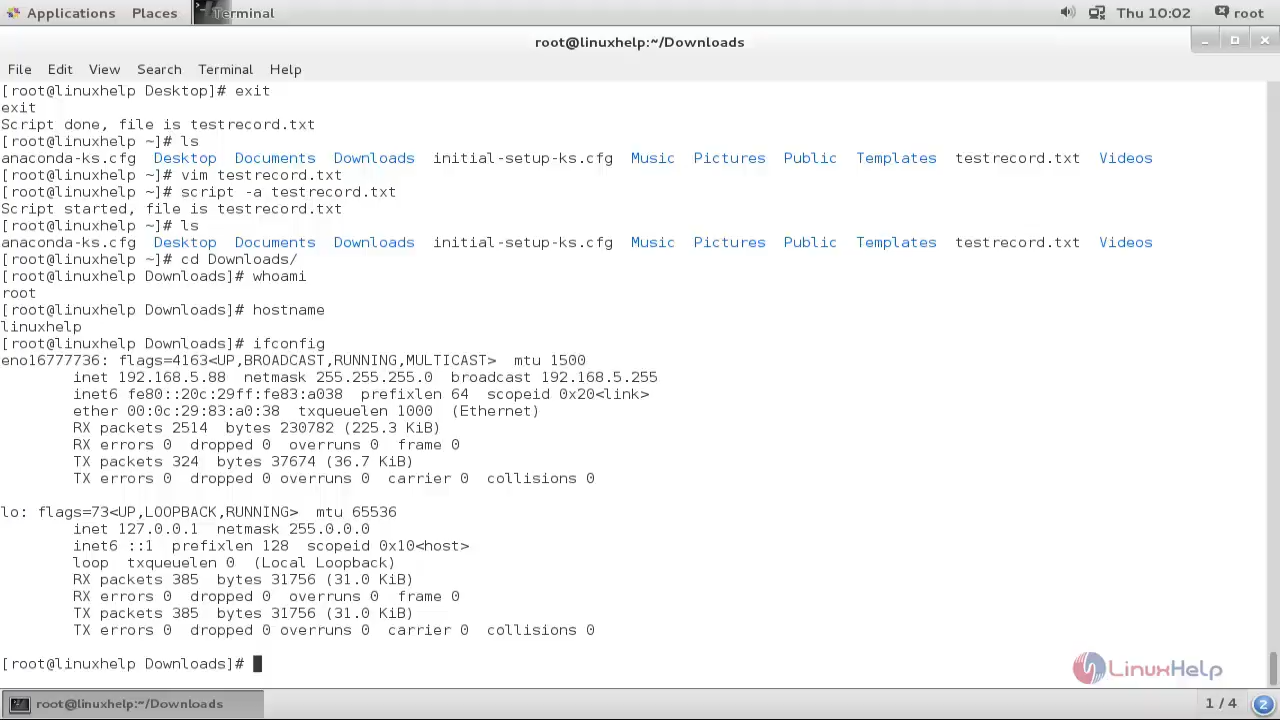 Applications Places Terminal Thu 10:02 root
root@linuxhelp:~/Downloads
File Edit View Search Terminal Help
[root@linuxhelp Desktop]# exit
exit
Script done, file is testrecord.txt
[root@linuxhelp ~]# ls
anaconda-ks.cfg Desktop Documents Downloads initial-setup-ks.cfg Music Pictures Public Templates testrecord.txt Videos
[root@linuxhelp ~]# vim testrecord.txt
[root@linuxhelp ~]# script -a testrecord.txt
Script started, file is testrecord.txt
[root@linuxhelp ~]# ls
anaconda-ks.cfg Desktop Documents Downloads initial-setup-ks.cfg Music Pictures Public Templates testrecord.txt Videos
[root@linuxhelp ~]# cd Downloads/
[root@linuxhelp Downloads]# whoami
root
[root@linuxhelp Downloads]# hostname
linuxhelp
[root@linuxhelp Downloads]# ifconfig
eno16777736: flags=4163<UP,BROADCAST,RUNNING,MULTICAST> mtu 1500
inet 192.168.5.88 netmask 255.255.255.0 broadcast 192.168.5.255
inet6 fe80::20c:29ff:fe83:a038 prefixlen 64 scopeid 0x20<link>
ether 00:0c:29:83:a0:38 txqueuelen 1000 (Ethernet)
RX packets 2514 bytes 230782 (225.3 KiB)
RX errors 0 dropped 0 overruns 0 frame 0
TX packets 324 bytes 37674 (36.7 KiB)
TX errors 0 dropped 0 overruns 0 carrier 0 collisions 0
lo: flags=73<UP,LOOPBACK,RUNNING> mtu 65536
inet 127.0.0.1 netmask 255.0.0.0
inet6 ::1 prefixlen 128 scopeid 0x10<host>
loop txqueuelen 0 (Local Loopback)
RX packets 385 bytes 31756 (31.0 KiB)
RX errors 0 dropped 0 overruns 0 frame 0
TX packets 385 bytes 31756 (31.0 KiB)
TX errors 0 dropped 0 overruns 0 carrier 0 collisions 0
[root@linuxhelp Downloads]#
LinuxHelp
root@linuxhelp:~/Downloads 1 / 4 2